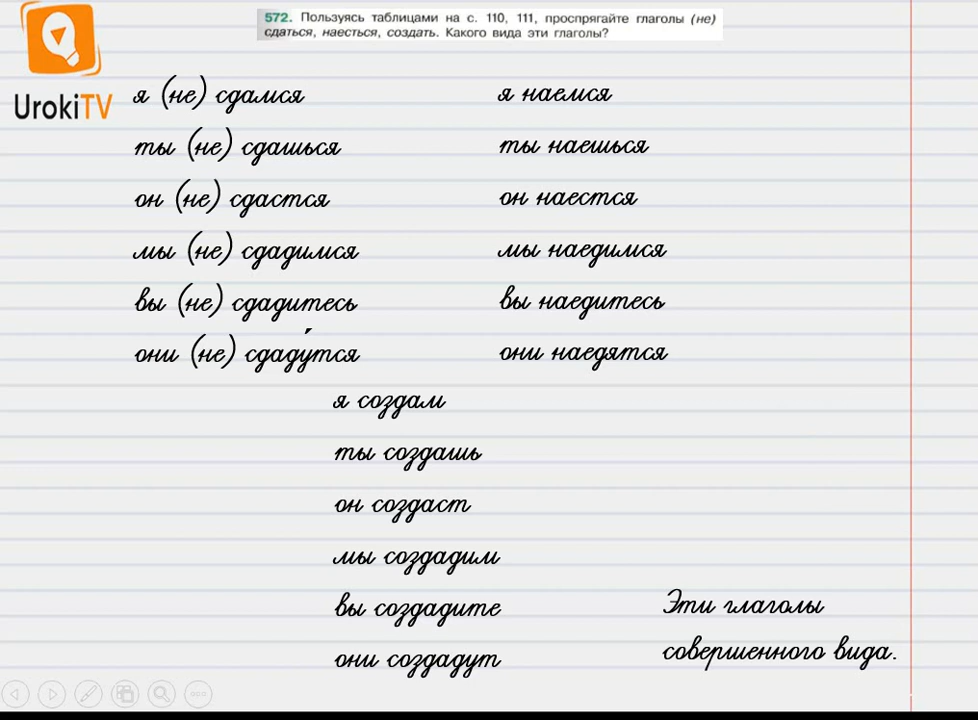 572. Пользуясь таблицами на с. 110, 111, проспрягайте глаголы (не)
сдаться, наесться, создать. Какого вида эти глаголы?
UrokiTV
я (не) сдамся
ты (не) сдашься
он (не) сдастся
мы (не) сдадимся
вы (не) сдадитесь
они (не) сдаду́тся
я наемся
ты наешься
он наестся
мы наедимся
вы наедитесь
они наедятся
я создам
ты создашь
он создаст
мы создадим
вы создадите
они создадут
Эти глаголы
совершенного вида.